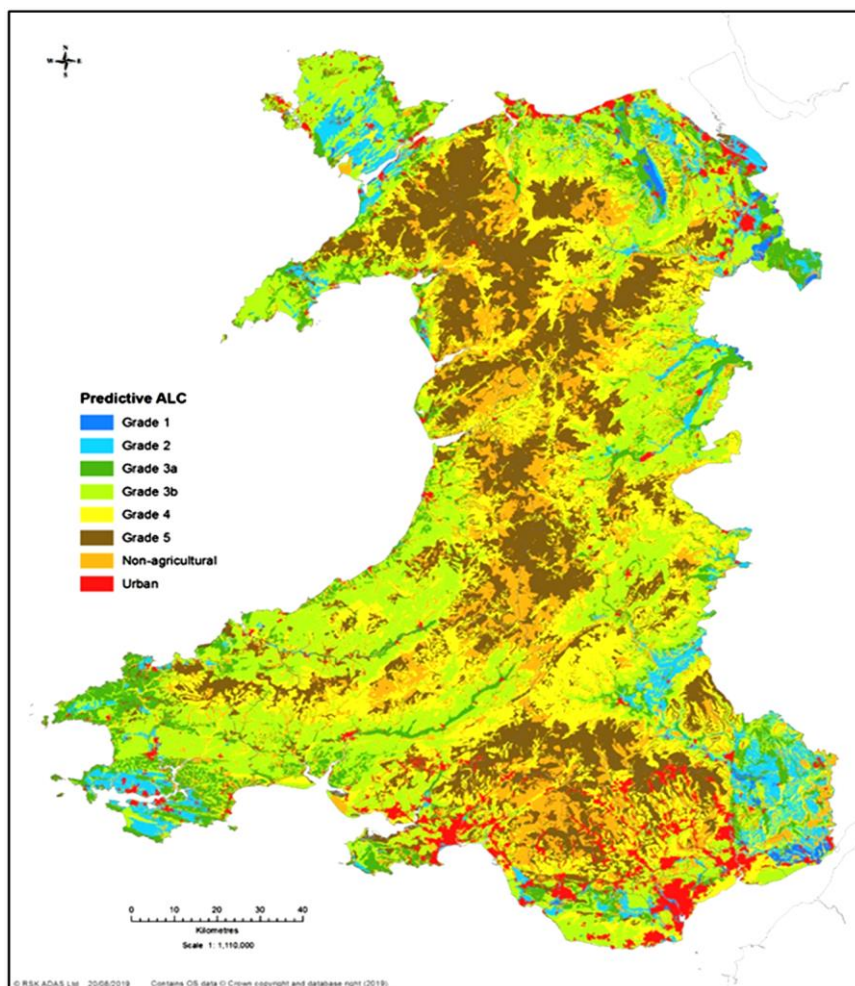 N
W E
S
Predictive ALC
Grade 1
Grade 2
Grade 3a
Grade 3b
Grade 4
Grade 5
Non-agricultural
Urban
0 10 20 30 40
Kilometres
Scale 1: 1,110,000
© RSK ADAS Ltd. 20/08/2019 Contains OS data © Crown copyright and database right (2019).